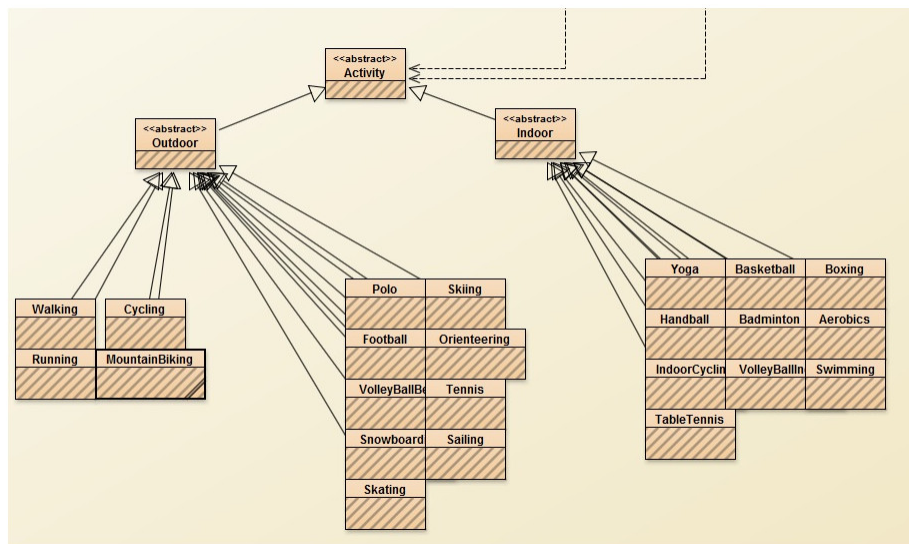 <<abstract>>
Activity
<<abstract>>
Outdoor
<<abstract>>
Indoor
Walking
Cycling
Running
MountainBiking
Polo
Skiing
Football
Orienteering
VolleyBallBe
Tennis
Snowboard
Sailing
Skating
Yoga
Basketball
Boxing
Handball
Badminton
Aerobics
IndoorCyclin
VolleyBallIn
Swimming
TableTennis